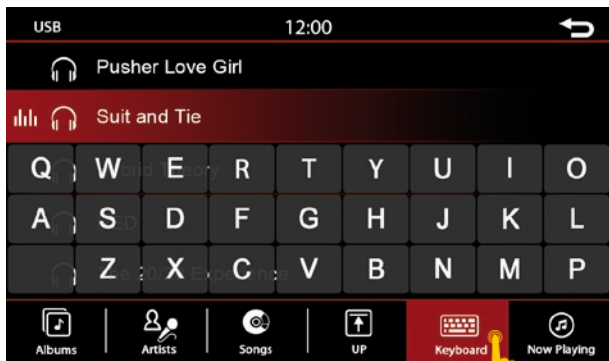 USB 12:00
Pusher Love Girl
Suit and Tie
Q W E R T Y U I O
A S D F G H J K L
Z X C V B N M P
Albums Artists Songs UP Keyboard Now Playing